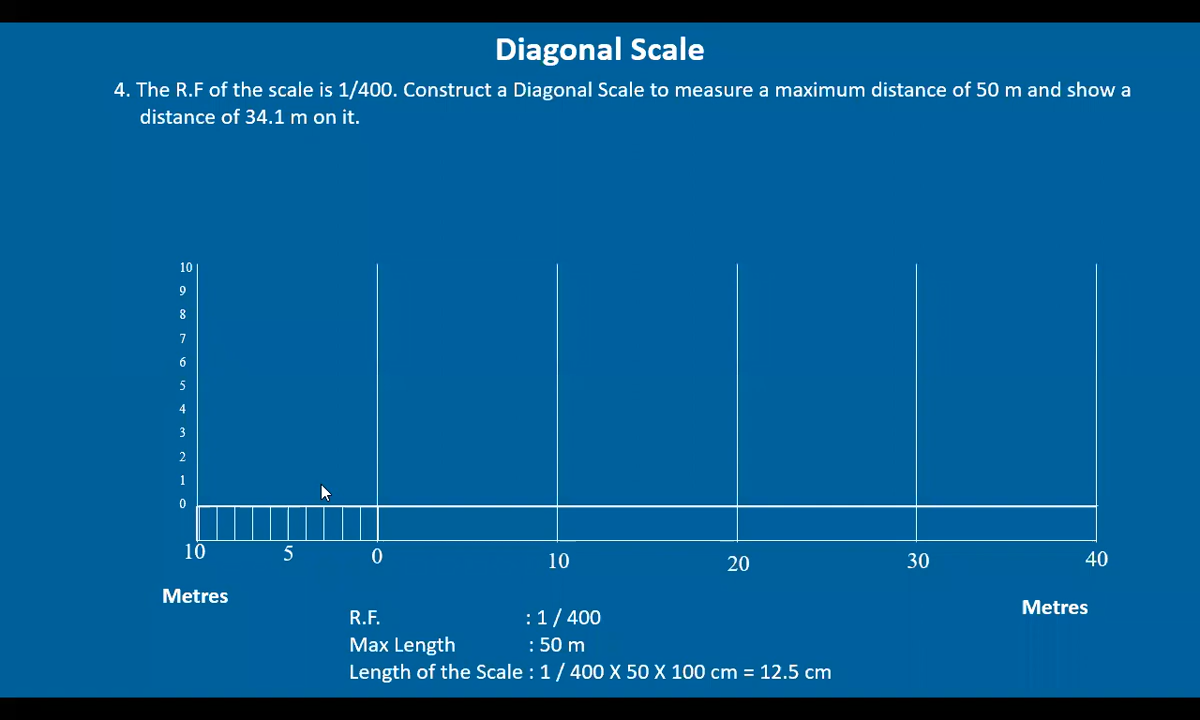 Diagonal Scale
4. The R.F of the scale is 1/400. Construct a Diagonal Scale to measure a maximum distance of 50 m and show a
distance of 34.1 m on it.
10
9
8
7
6
5
4
3
2
1
0
10 5 0 10 20 30 40
Metres Metres
R.F. : 1 / 400
Max Length : 50 m
Length of the Scale : 1 / 400 X 50 X 100 cm = 12.5 cm